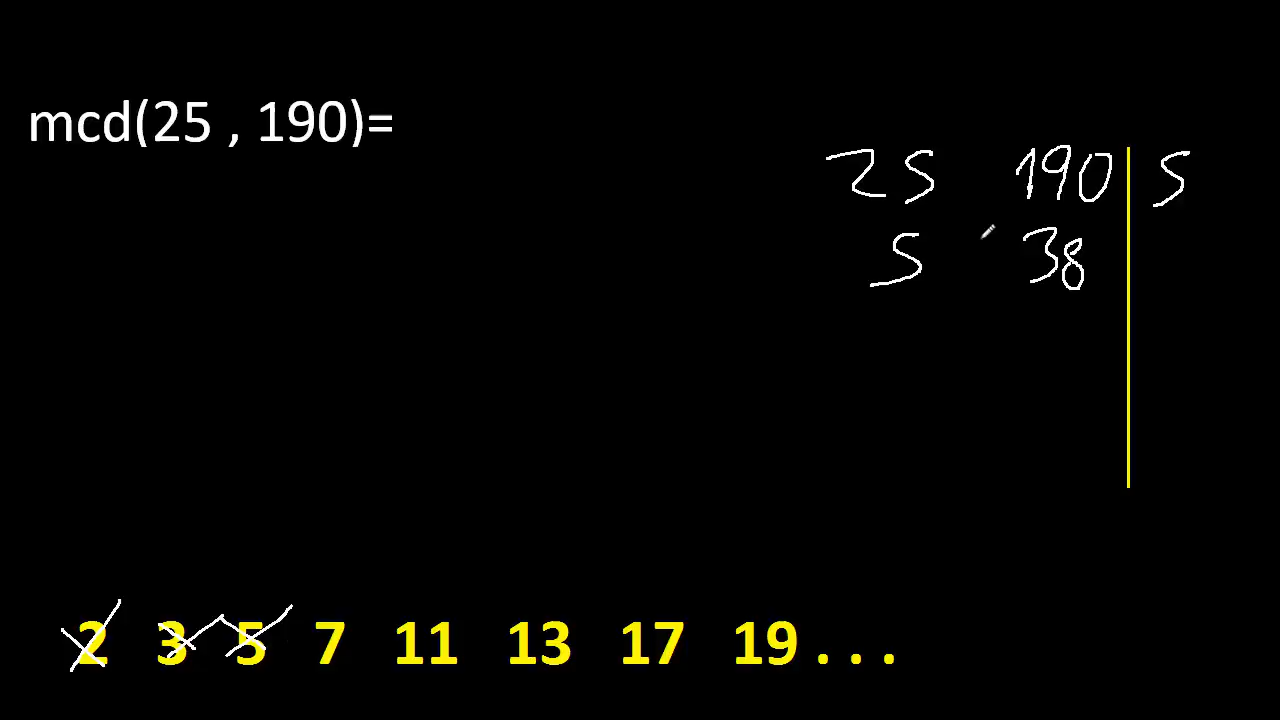 mcd(25 , 190)=
25 190 5
5 38
2 3 5 7 11 13 17 19 . . .